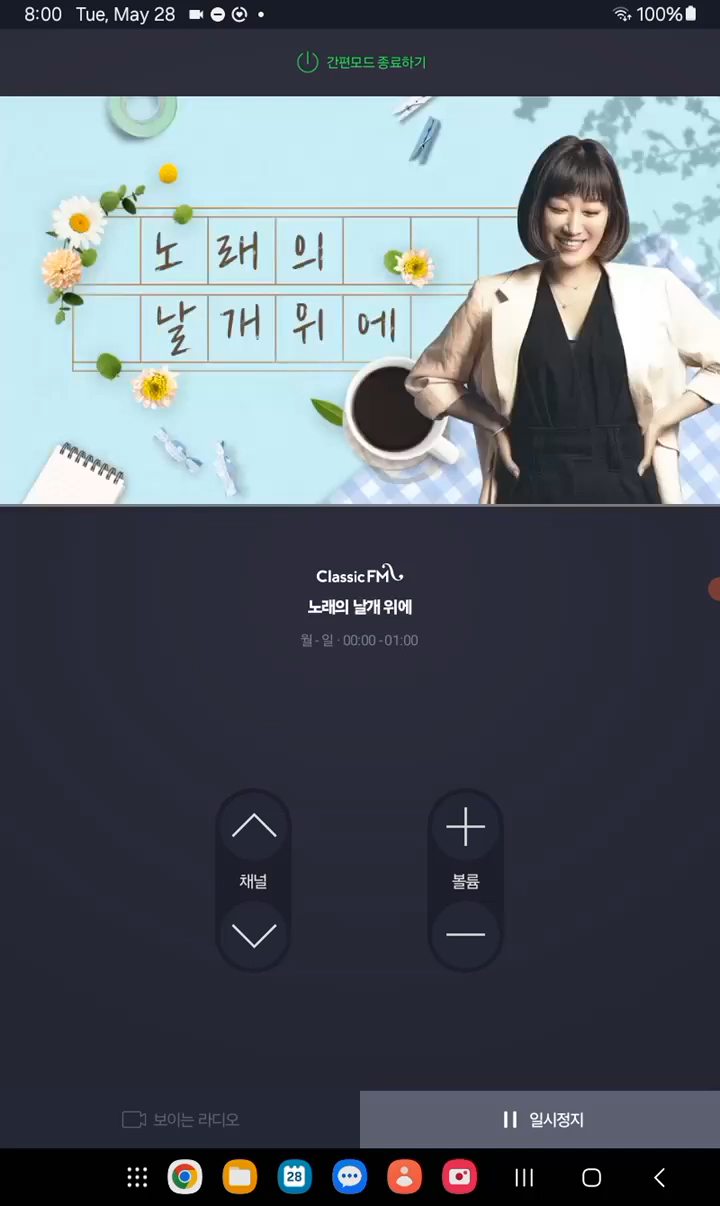 8:00 Tue, May 28 100%
간편모드 종료하기
노래의
날개위에
Classic FM
노래의 날개 위에
월 - 일 · 00:00 - 01:00
채널 볼륨
보이는 라디오 일시정지
28